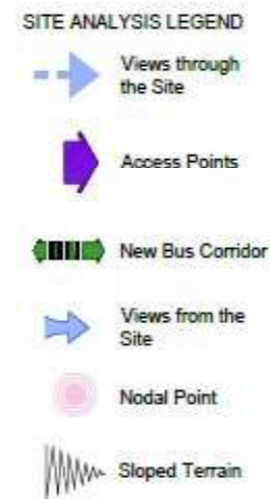 SITE ANALYSIS LEGEND
Views through
the Site
Access Points
New Bus Corridor
Views from the
Site
Nodal Point
Sloped Terrain